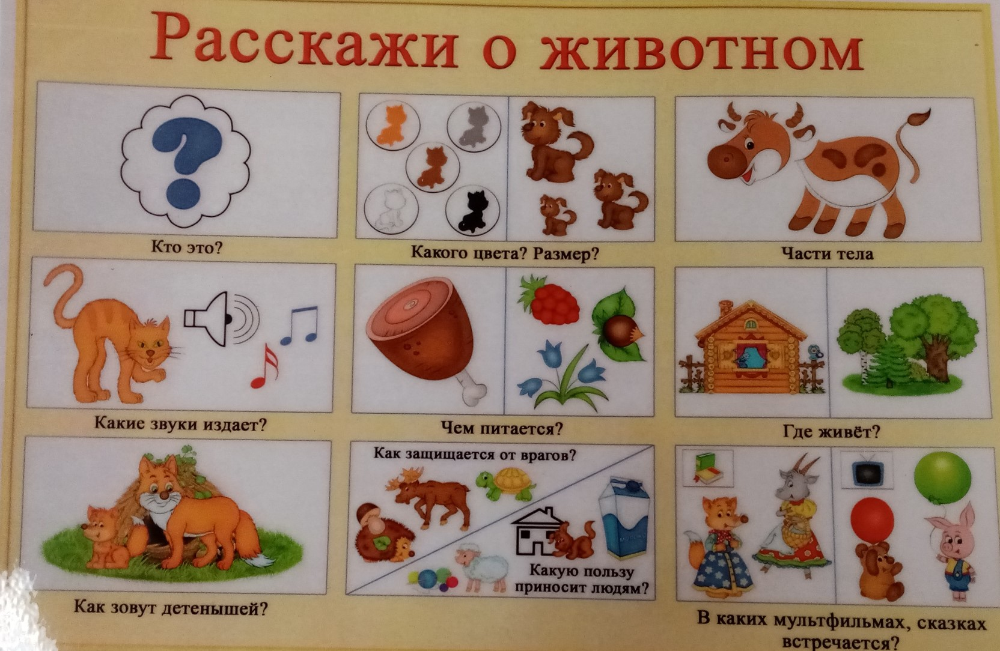 Расскажи о животном
Кто это?
Какого цвета? Размер?
Части тела
Какие звуки издает?
Чем питается?
Где живёт?
Как зовут детенышей?
Как защищается от врагов?
Какую пользу
приносит людям?
В каких мультфильмах, сказках
встречается?